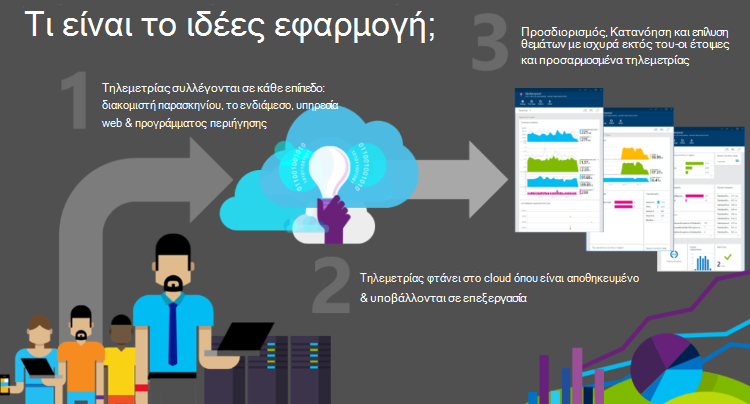 Τι είναι το ιδέες εφαρμογή;
1
Τηλεμετρίας συλλέγονται σε κάθε επίπεδο:
διακομιστή παρασκηνίου, το ενδιάμεσο, υπηρεσία
web & προγράμματος περιήγησης
2
Τηλεμετρίας φτάνει στο cloud όπου είναι αποθηκευμένο
& υποβάλλονται σε επεξεργασία
3
Προσδιορισμός, Κατανόηση και επίλυση
θεμάτων με ισχυρά εκτός του-οι έτοιμες
και προσαρμοσμένα τηλεμετρίας